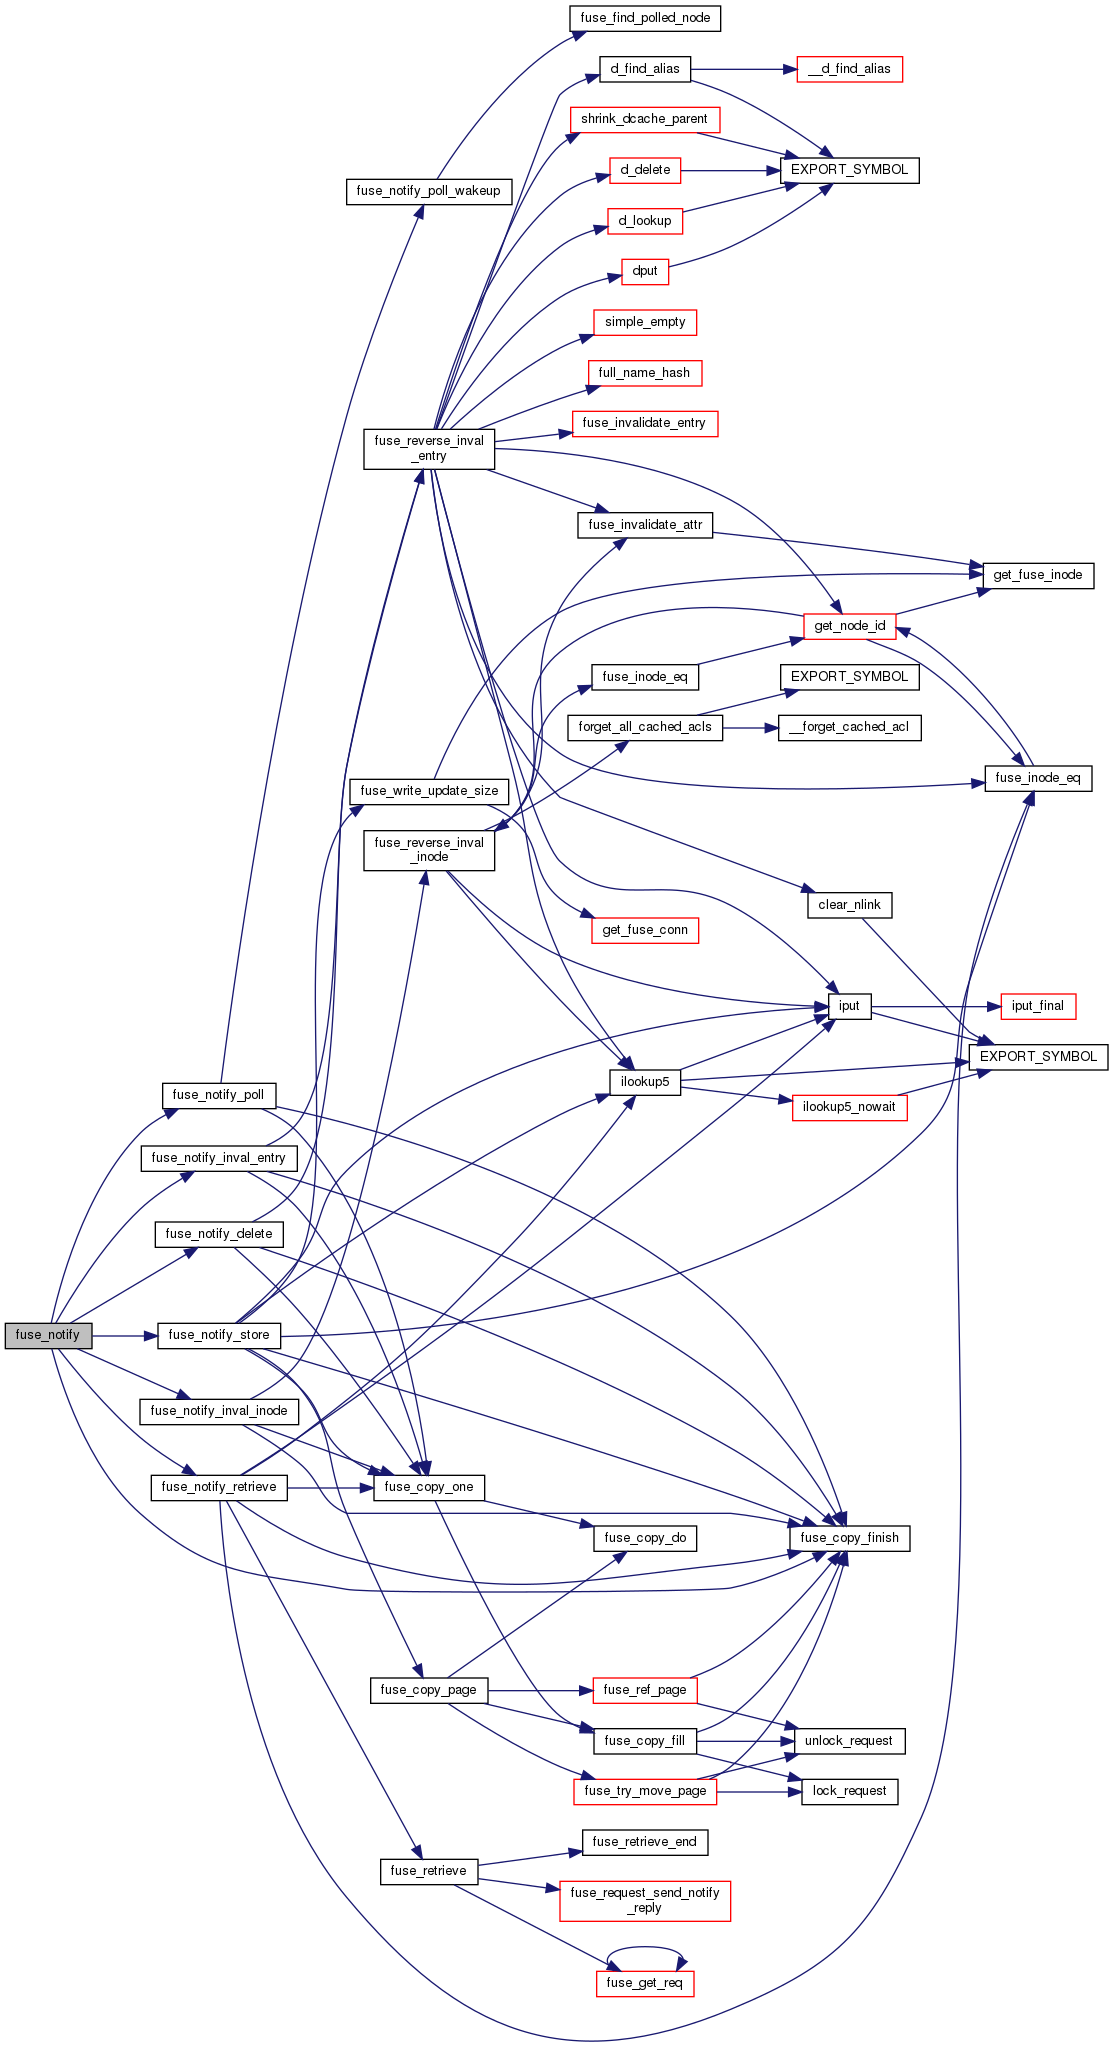 fuse_find_polled_node
d_find_alias
__d_find_alias
shrink_dcache_parent
d_delete
EXPORT_SYMBOL
fuse_notify_poll_wakeup
d_lookup
dput
simple_empty
full_name_hash
fuse_invalidate_entry
fuse_reverse_inval
_entry
fuse_invalidate_attr
get_fuse_inode
get_node_id
fuse_inode_eq
EXPORT_SYMBOL
forget_all_cached_acls
__forget_cached_acl
fuse_inode_eq
fuse_write_update_size
fuse_reverse_inval
_inode
clear_nlink
get_fuse_conn
iput
iput_final
EXPORT_SYMBOL
ilookup5
ilookup5_nowait
fuse_notify_poll
fuse_notify_inval_entry
fuse_notify_delete
fuse_notify
fuse_notify_store
fuse_notify_inval_inode
fuse_notify_retrieve
fuse_copy_one
fuse_copy_do
fuse_copy_finish
fuse_copy_page
fuse_ref_page
fuse_copy_fill
unlock_request
fuse_try_move_page
lock_request
fuse_retrieve_end
fuse_retrieve
fuse_request_send_notify
_reply
fuse_get_req